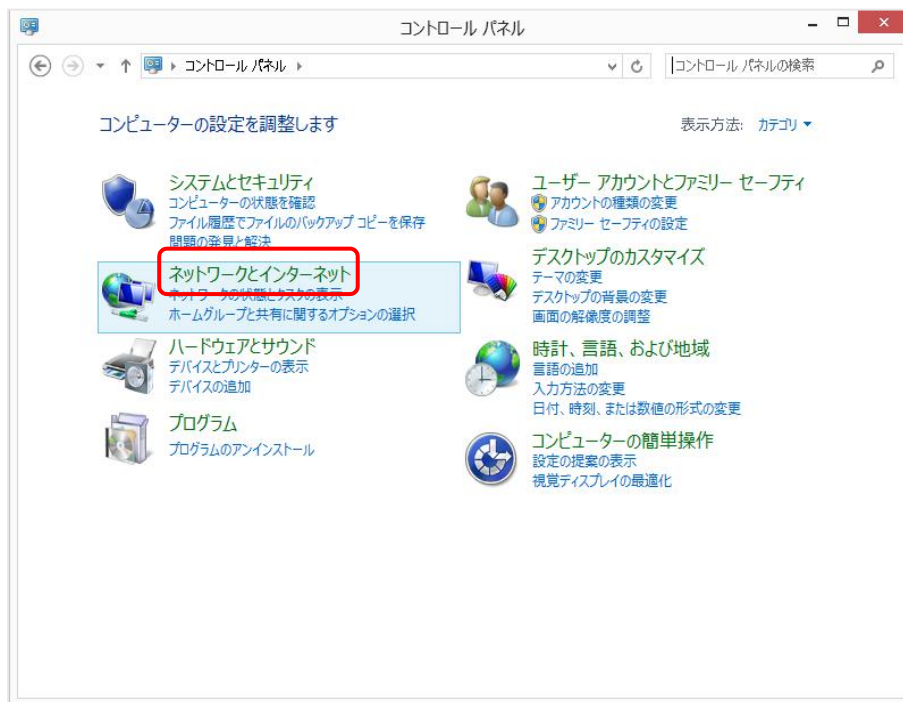 コントロール パネル
コントロール パネル
コントロール パネルの検索
コンピューターの設定を調整します
表示方法: カテゴリ
システムとセキュリティ
コンピューターの状態を確認
ファイル履歴でファイルのバックアップ コピーを保存
問題の発見と解決
ネットワークとインターネット
ネットワークの状態とタスクの表示
ホームグループと共有に関するオプションの選択
ハードウェアとサウンド
デバイスとプリンターの表示
デバイスの追加
プログラム
プログラムのアンインストール
ユーザー アカウントとファミリー セーフティ
アカウントの種類の変更
ファミリー セーフティの設定
デスクトップのカスタマイズ
テーマの変更
デスクトップの背景の変更
画面の解像度の調整
時計、言語、および地域
言語の追加
入力方法の変更
日付、時刻、または数値の形式の変更
コンピューターの簡単操作
設定の提案の表示
視覚ディスプレイの最適化